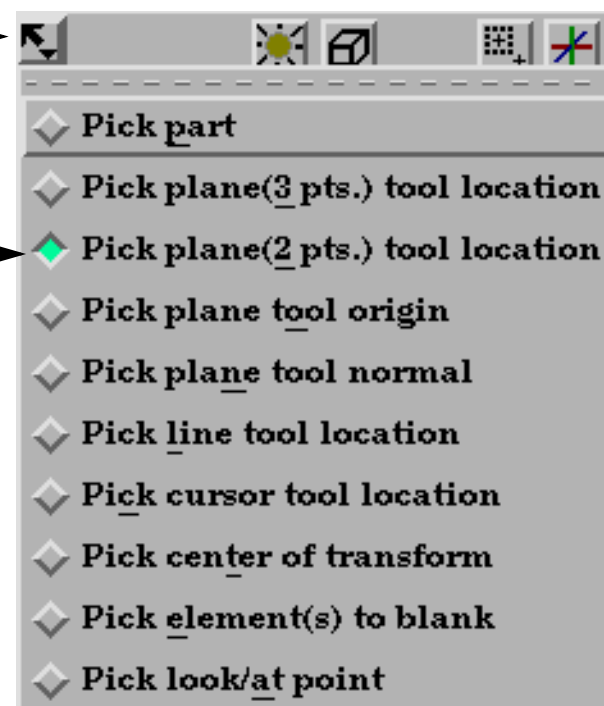 Pick part
Pick plane(3 pts.) tool location
Pick plane(2 pts.) tool location
Pick plane tool origin
Pick plane tool normal
Pick line tool location
Pick cursor tool location
Pick center of transform
Pick element(s) to blank
Pick look/at point